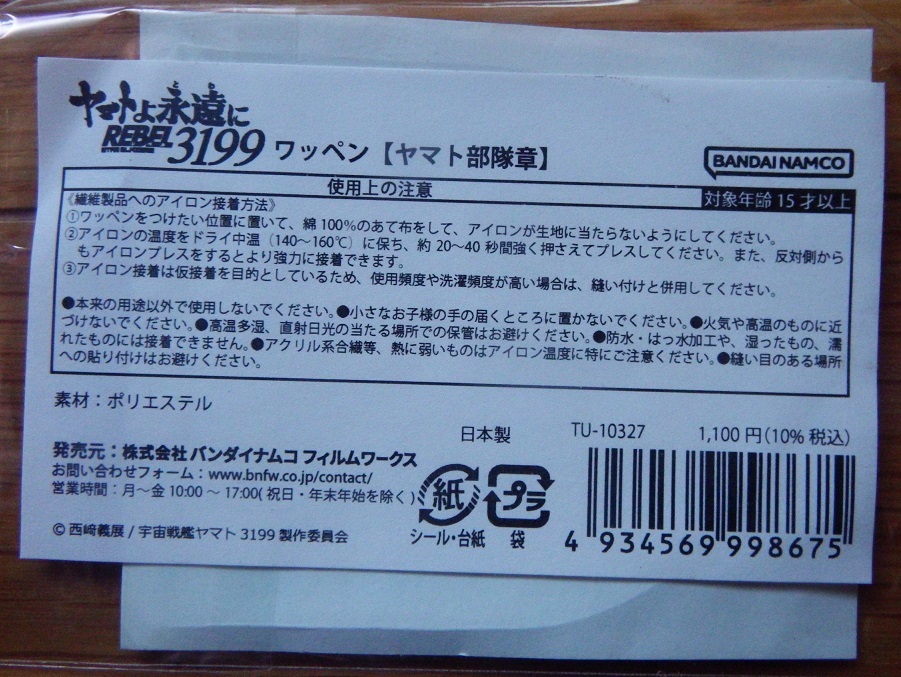 ヤマトよ永遠に
とわ
REBEL 3199 ワッペン【ヤマト部隊章】
BANDAI NAMCO
使用上の注意
対象年齢 15 才以上
《繊維製品へのアイロン接着方法》
①ワッペンをつけたい位置に置いて、綿 100%のあて布をして、アイロンが生地に当たらないようにしてください。
②アイロンの温度をドライ中温（140～160℃）に保ち、約 20～40 秒間強く押さえてプレスしてください。また、反対側から
もアイロンプレスをするとより強力に接着できます。
③アイロン接着は仮接着を目的としているため、使用頻度や洗濯頻度が高い場合は、縫い付けと併用してください。
●本来の用途以外で使用しないでください。●小さなお子様の手の届くところに置かないでください。●火気や高温のものに近
づけないでください。●高温多湿、直射日光の当たる場所での保管はお避けください。●防水・はっ水加工や、湿ったもの、濡
れたものには接着できません。●アクリル系合繊等、熱に弱いものはアイロン温度に特にご注意ください。●縫い目のある場所
への貼り付けはお避けください。
素材：ポリエステル
日本製
TU-10327
1,100 円（10% 税込）
発売元：株式会社 バンダイナムコ フィルムワークス
お問い合わせフォーム：www.bnfw.co.jp/contact/
営業時間：月～金 10:00 ～ 17:00( 祝日・年末年始を除く )
紙
プラ
シール・台紙
袋
© 西﨑義展 / 宇宙戦艦ヤマト 3199 製作委員会
4 934569 998675